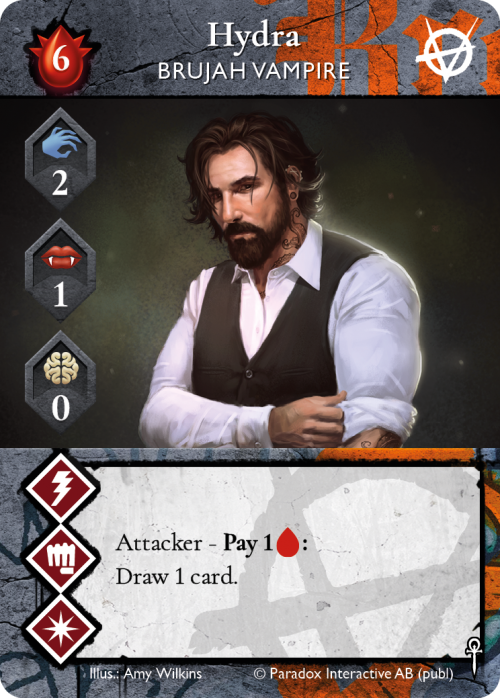 6
Hydra
BRUJAH VAMPIRE
2
1
0
Attacker - Pay 1 :
Draw 1 card.
Illus.: Amy Wilkins © Paradox Interactive AB (publ)